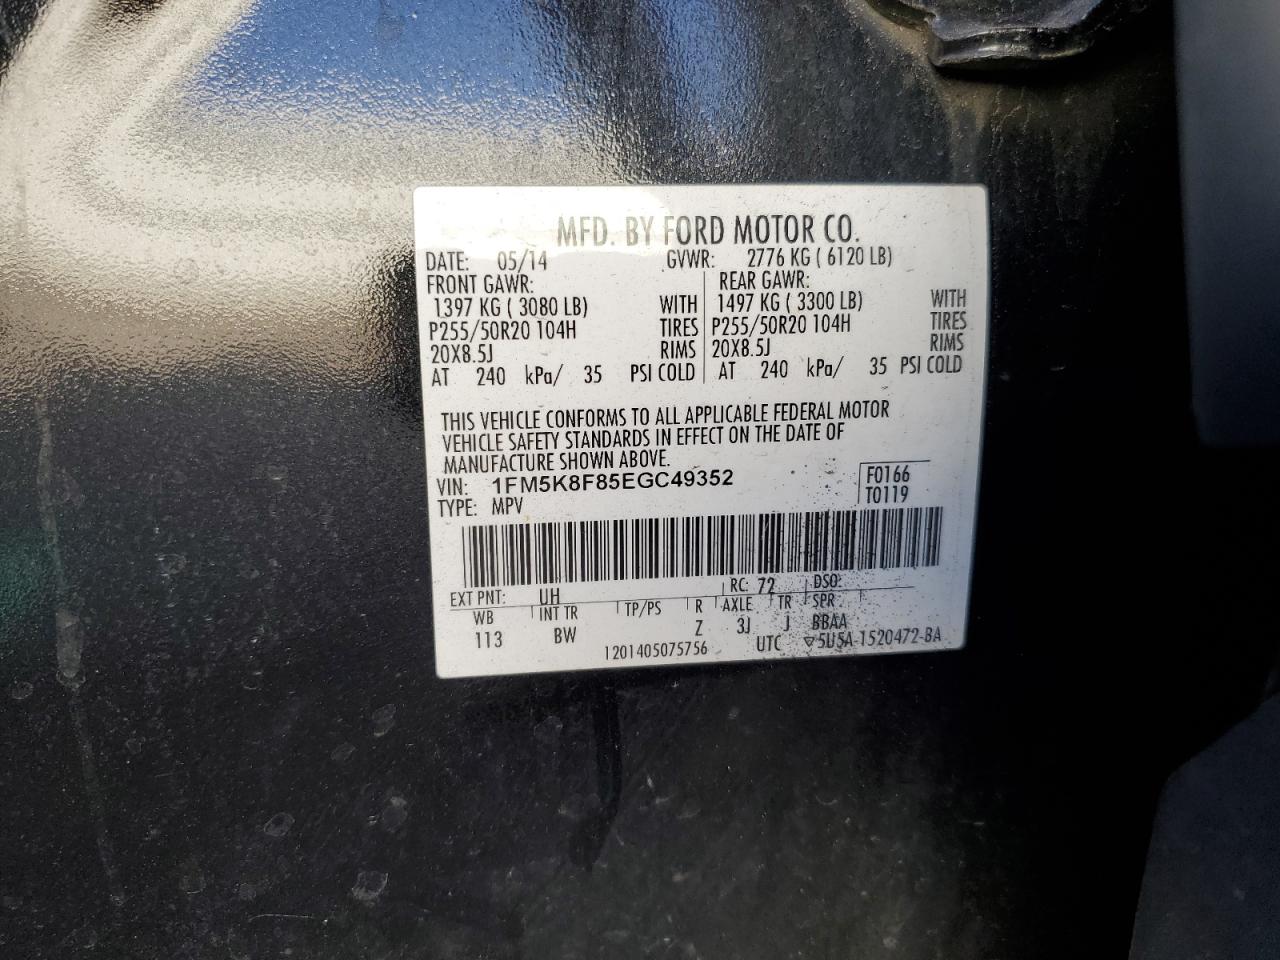 MFD. BY FORD MOTOR CO.
DATE: 05/14 GVWR: 2776 KG ( 6120 LB)
FRONT GAWR: REAR GAWR:
1397 KG ( 3080 LB) WITH 1497 KG ( 3300 LB) WITH
P255/50R20 104H TIRES P255/50R20 104H TIRES
20X8.5J RIMS 20X8.5J RIMS
AT 240 kPa/ 35 PSI COLD AT 240 kPa/ 35 PSI COLD
THIS VEHICLE CONFORMS TO ALL APPLICABLE FEDERAL MOTOR
VEHICLE SAFETY STANDARDS IN EFFECT ON THE DATE OF
MANUFACTURE SHOWN ABOVE.
VIN: 1FM5K8F85EGC49352 F0166
TYPE: MPV T0119
EXT PNT: UH RC: 72 DSO:
WB INT TR TP/PS R AXLE TR SPR
113 BW Z 3J J BBAA
1201405075756 UTC ▽5U5A-1520472-BA